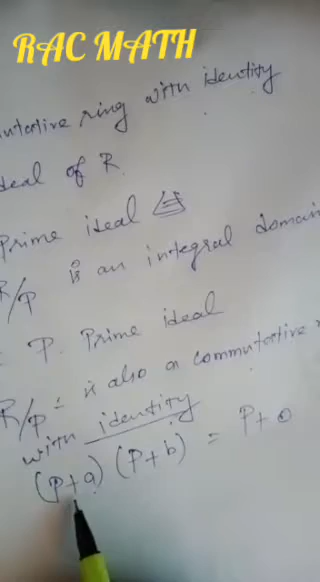 RAC MATH
mutative ring with identity
deal of R.
Prime ideal ⇔
R/P is an integral domain
P. Prime ideal
R/P is also a commutative
with identity
(P+a) (P+b) = P+0